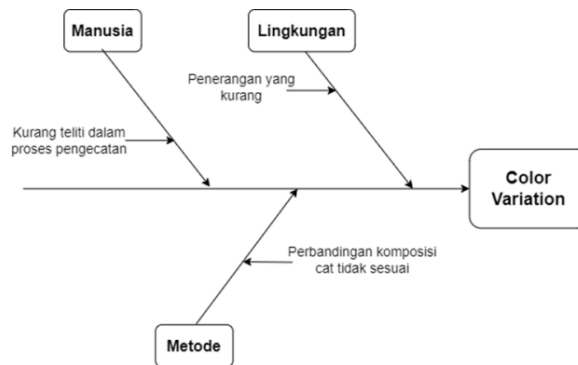 Manusia
Lingkungan
Penerangan yang
kurang
Kurang teliti dalam
proses pengecatan
Color
Variation
Perbandingan komposisi
cat tidak sesuai
Metode